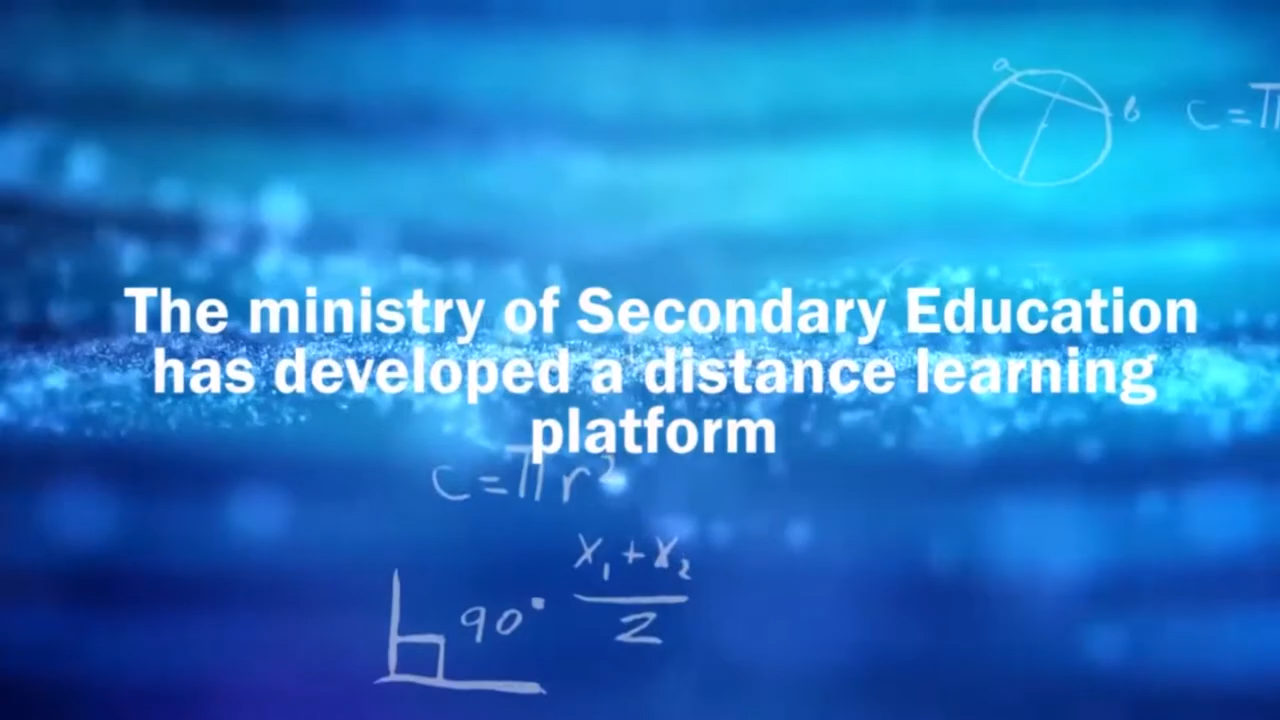 a
b
c=π
The ministry of Secondary Education
has developed a distance learning
platform
c=πr²
x₁+x₂
2
90°